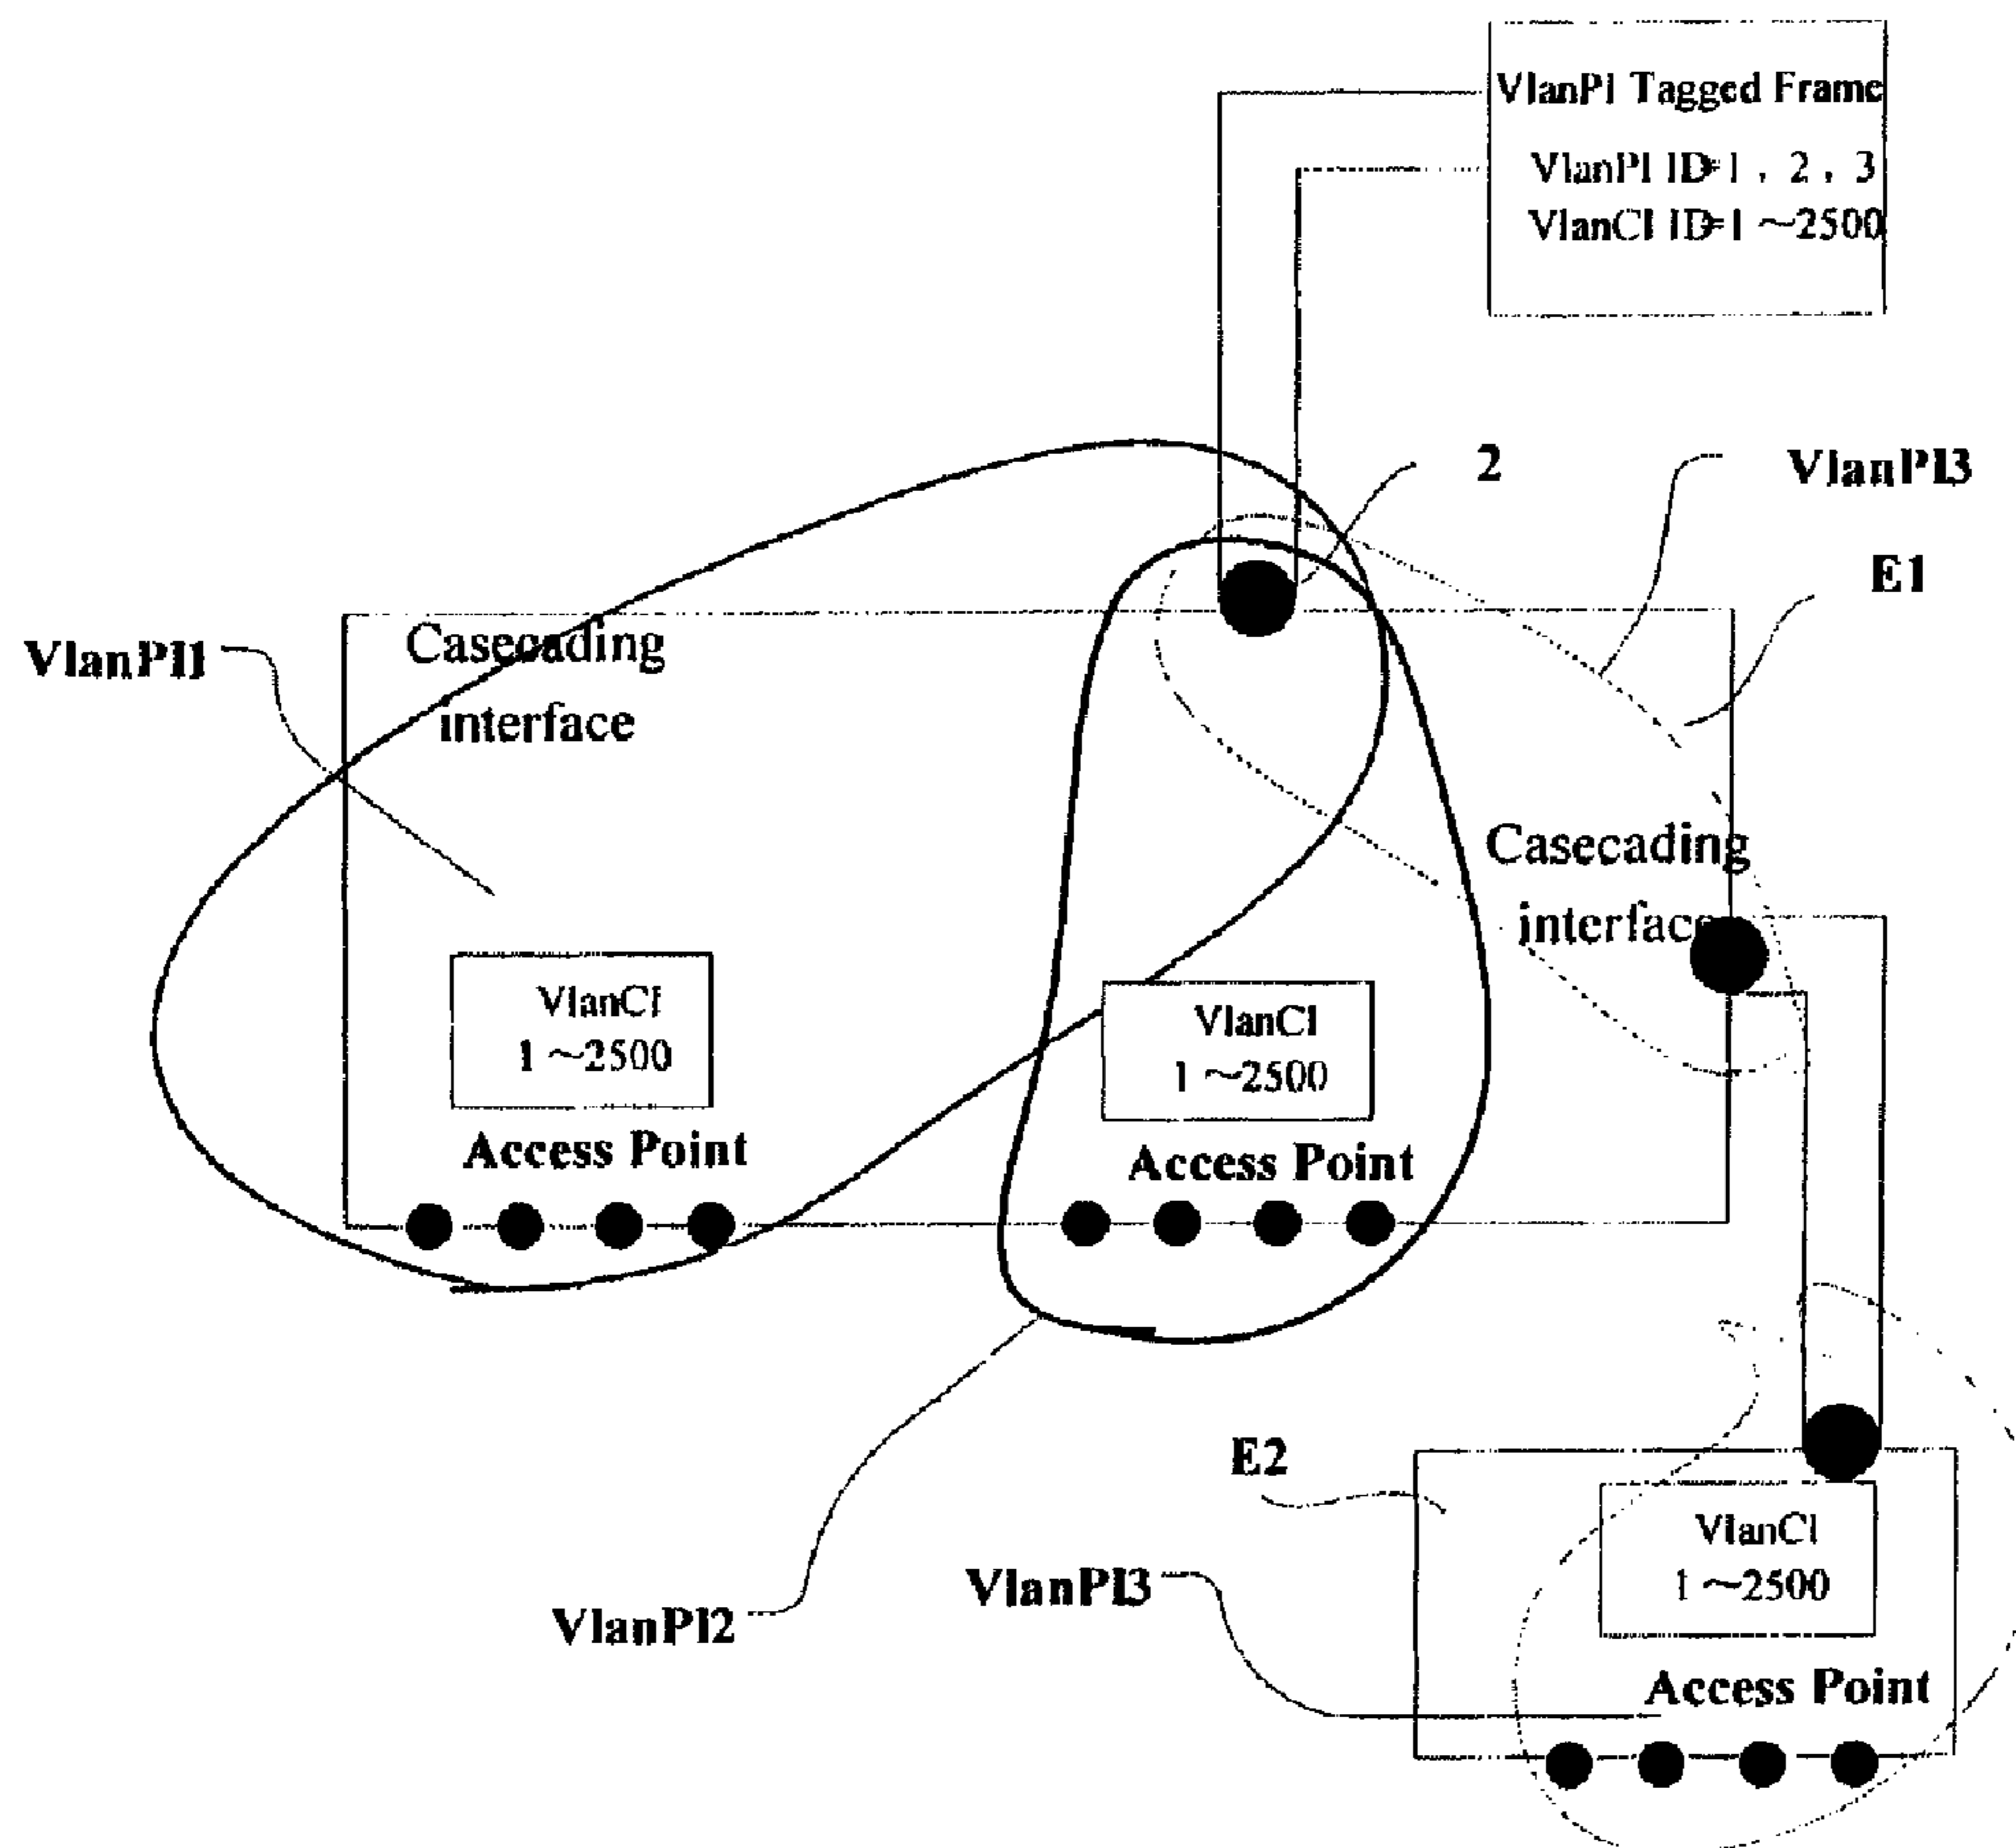 VlanPI Tagged Frame
VlanPI ID=1, 2, 3
VlanCI ID=1～2500
2
VlanPI3
E1
Casecading
interface
VlanPI1
Casecading
interface
VlanCI
1～2500
VlanCI
1～2500
Access Point
Access Point
E2
VlanCI
1～2500
VlanPI3
VlanPI2
Access Point